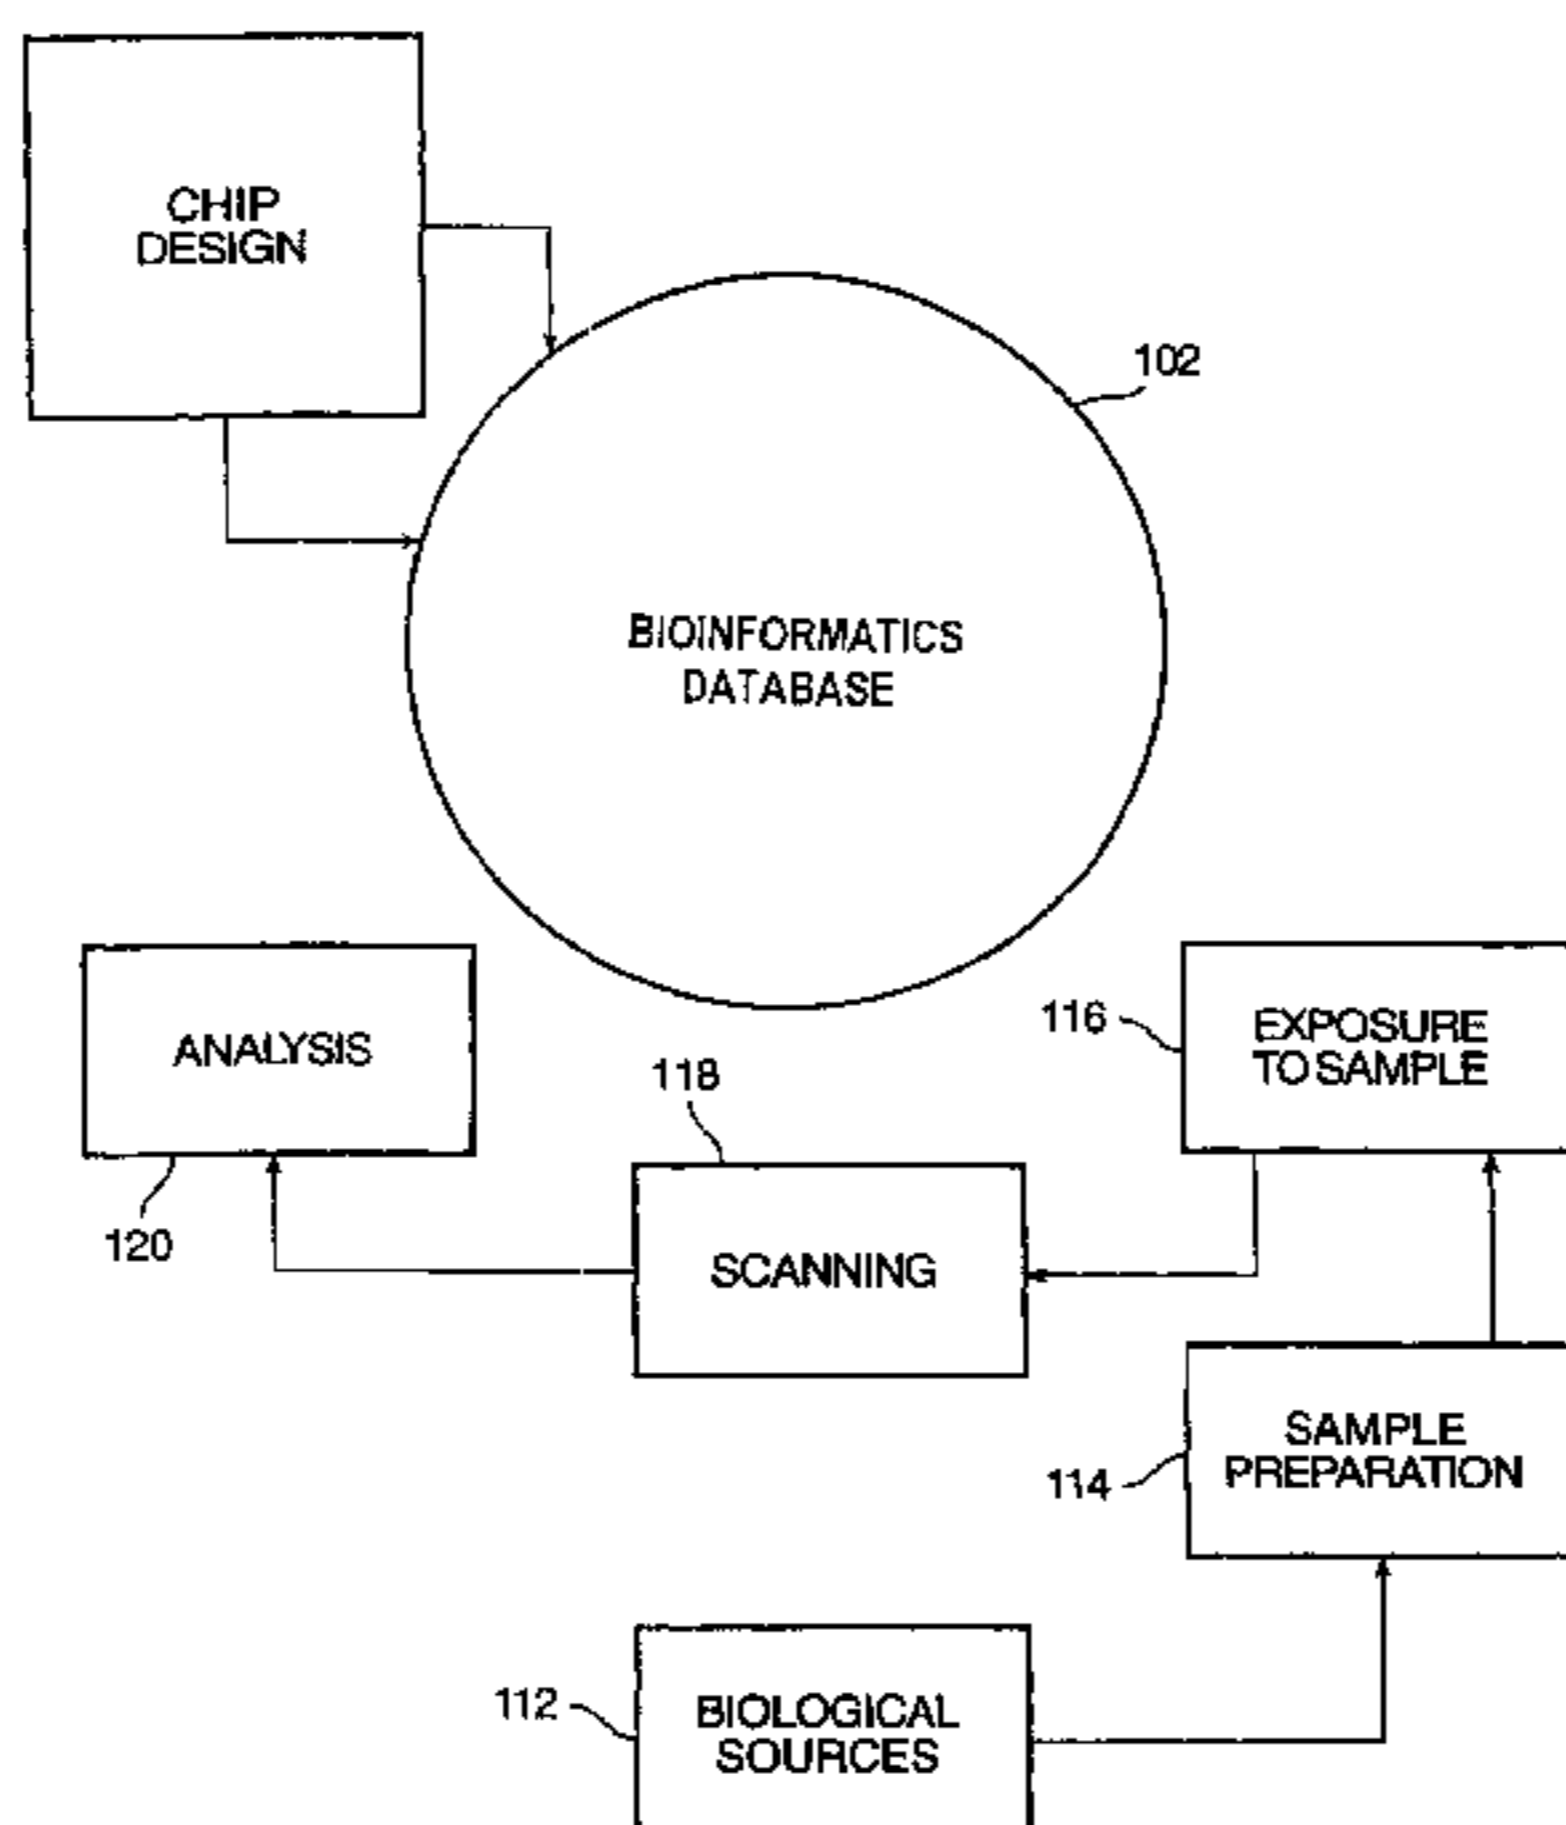 CHIP
DESIGN
102
BIOINFORMATICS
DATABASE
ANALYSIS
120
118
SCANNING
116
EXPOSURE
TO SAMPLE
114
SAMPLE
PREPARATION
112
BIOLOGICAL
SOURCES